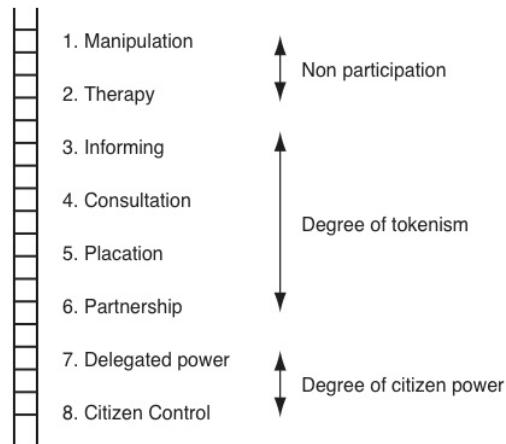 1. Manipulation
Non participation
2. Therapy
3. Informing
4. Consultation
Degree of tokenism
5. Placation
6. Partnership
7. Delegated power
Degree of citizen power
8. Citizen Control